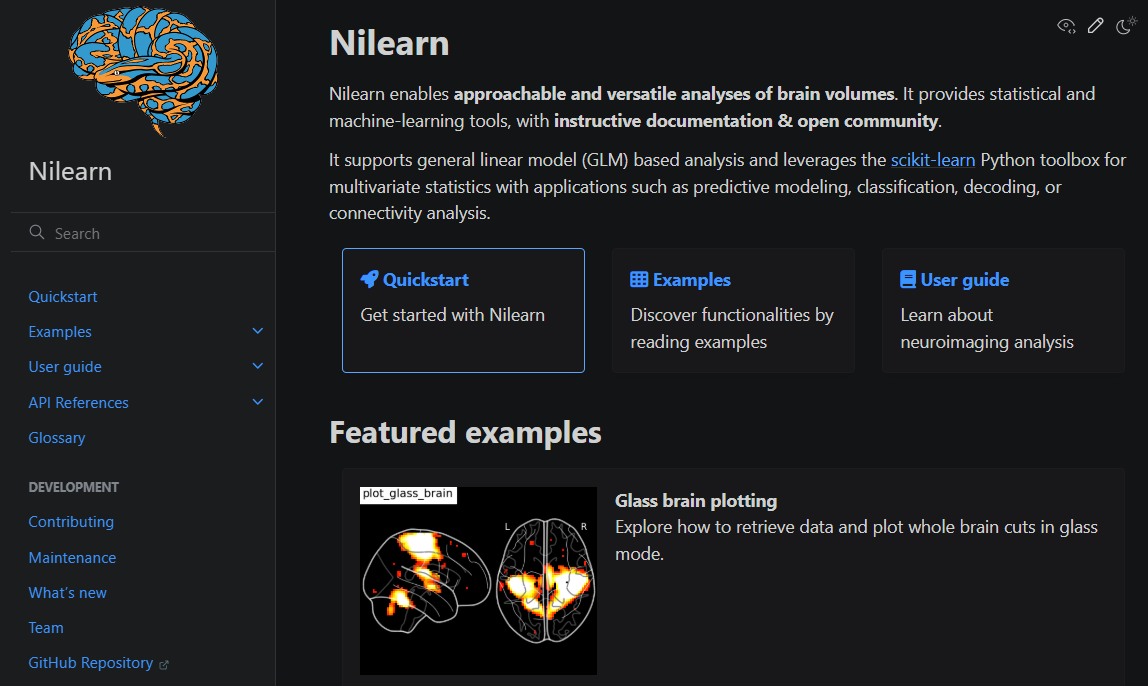 Nilearn
Search
Quickstart
Examples
User guide
API References
Glossary
DEVELOPMENT
Contributing
Maintenance
What's new
Team
GitHub Repository
Nilearn
Nilearn enables approachable and versatile analyses of brain volumes. It provides statistical and
machine-learning tools, with instructive documentation & open community.
It supports general linear model (GLM) based analysis and leverages the scikit-learn Python toolbox for
multivariate statistics with applications such as predictive modeling, classification, decoding, or
connectivity analysis.
Quickstart
Get started with Nilearn
Examples
Discover functionalities by
reading examples
User guide
Learn about
neuroimaging analysis
Featured examples
plot_glass_brain
L R
Glass brain plotting
Explore how to retrieve data and plot whole brain cuts in glass
mode.